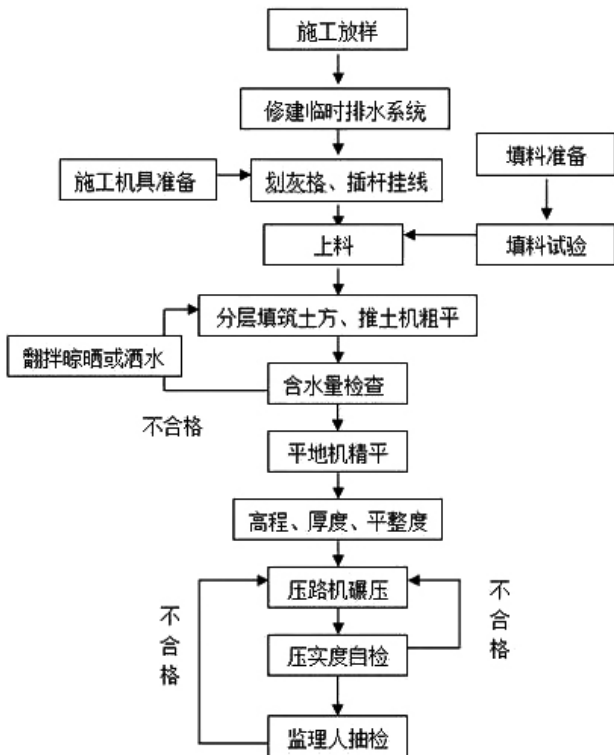 施工放样
修建临时排水系统
填料准备
施工机具准备
划灰格、插杆挂线
上料
填料试验
分层填筑土方、推土机粗平
翻拌晾晒或洒水
含水量检查
不合格
平地机精平
高程、厚度、平整度
压路机碾压
不合格
不合格
压实度自检
监理人抽检